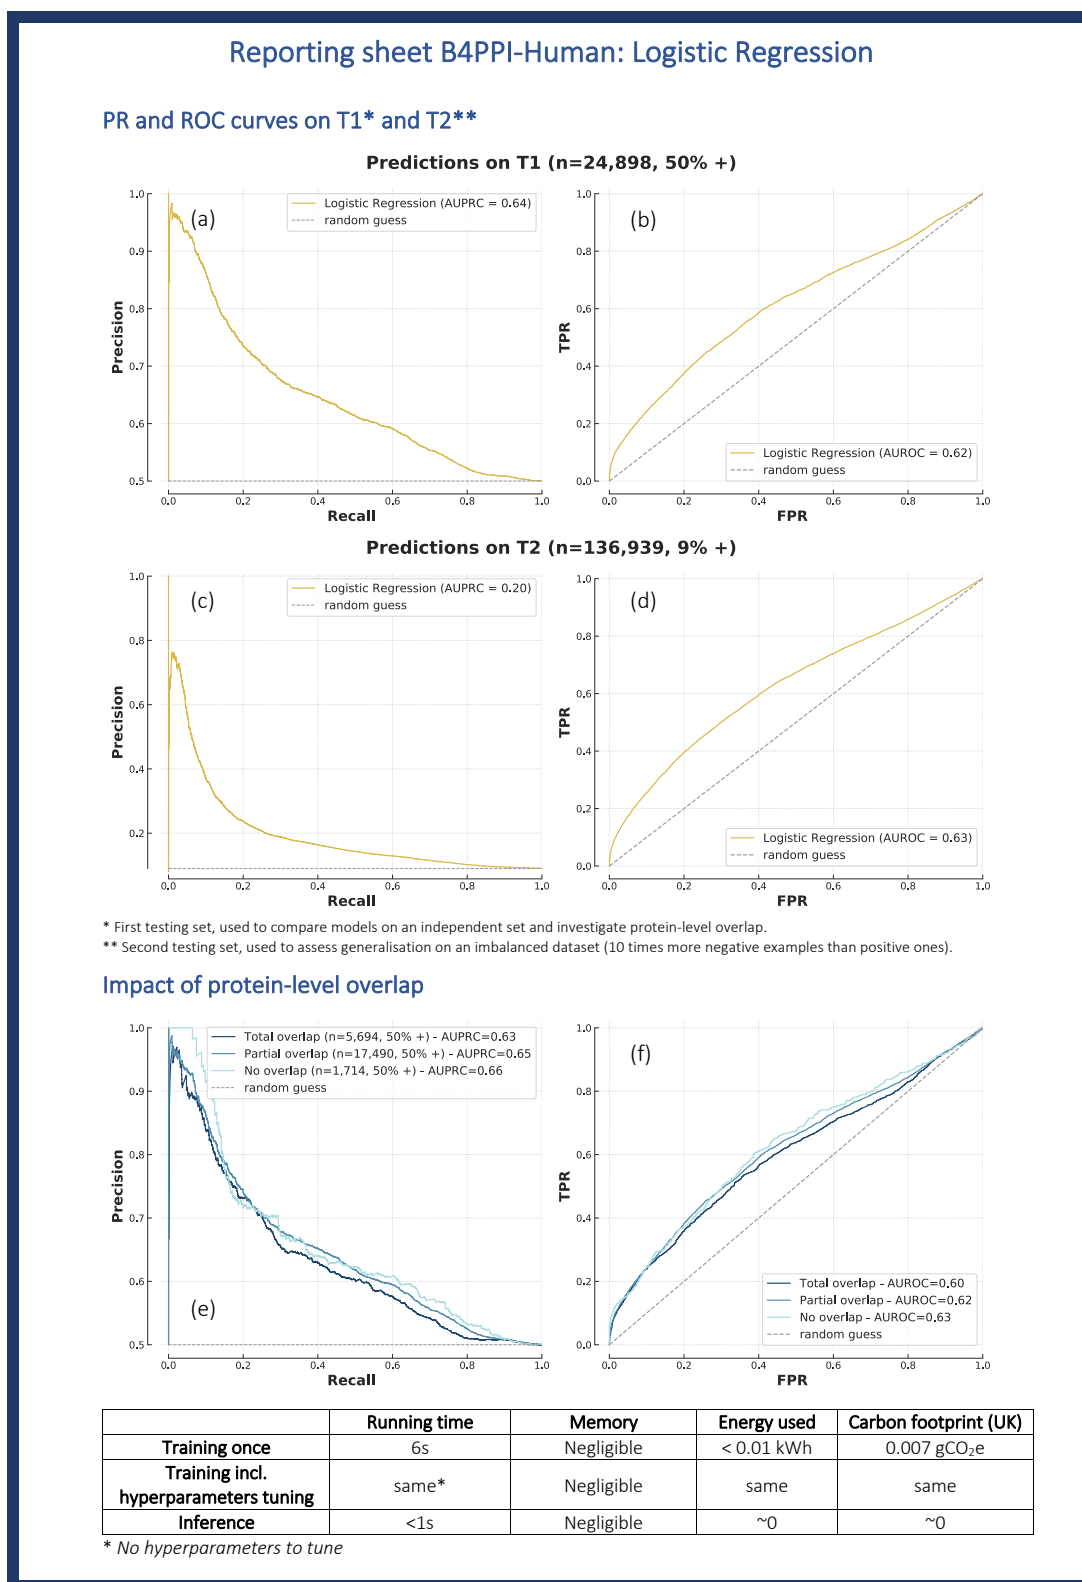 Reporting sheet B4PPI-Human: Logistic Regression
PR and ROC curves on T1* and T2**
Predictions on T1 (n=24,898, 50% +)
(a)
Logistic Regression (AUPRC = 0.64)
random guess
1.0
0.9
0.8
0.7
0.6
0.5
Precision
0.0 0.2 0.4 0.6 0.8 1.0
Recall
(b)
1.0
0.8
0.6
0.4
0.2
0.0
TPR
Logistic Regression (AUROC = 0.62)
random guess
0.0 0.2 0.4 0.6 0.8 1.0
FPR
Predictions on T2 (n=136,939, 9% +)
(c)
Logistic Regression (AUPRC = 0.20)
random guess
1.0
0.8
0.6
0.4
0.2
Precision
0.0 0.2 0.4 0.6 0.8 1.0
Recall
(d)
1.0
0.8
0.6
0.4
0.2
0.0
TPR
Logistic Regression (AUROC = 0.63)
random guess
0.0 0.2 0.4 0.6 0.8 1.0
FPR
* First testing set, used to compare models on an independent set and investigate protein-level overlap.
** Second testing set, used to assess generalisation on an imbalanced dataset (10 times more negative examples than positive ones).
Impact of protein-level overlap
Total overlap (n=5,694, 50% +) - AUPRC=0.63
Partial overlap (n=17,490, 50% +) - AUPRC=0.65
No overlap (n=1,714, 50% +) - AUPRC=0.66
random guess
1.0
0.9
0.8
0.7
0.6
0.5
Precision
(e)
0.0 0.2 0.4 0.6 0.8 1.0
Recall
(f)
1.0
0.8
0.6
0.4
0.2
0.0
TPR
Total overlap - AUROC=0.60
Partial overlap - AUROC=0.62
No overlap - AUROC=0.63
random guess
0.0 0.2 0.4 0.6 0.8 1.0
FPR
Running time Memory Energy used Carbon footprint (UK)
Training once 6s Negligible < 0.01 kWh 0.007 gCO₂e
Training incl.
hyperparameters tuning same* Negligible same same
Inference <1s Negligible ~0 ~0
* No hyperparameters to tune